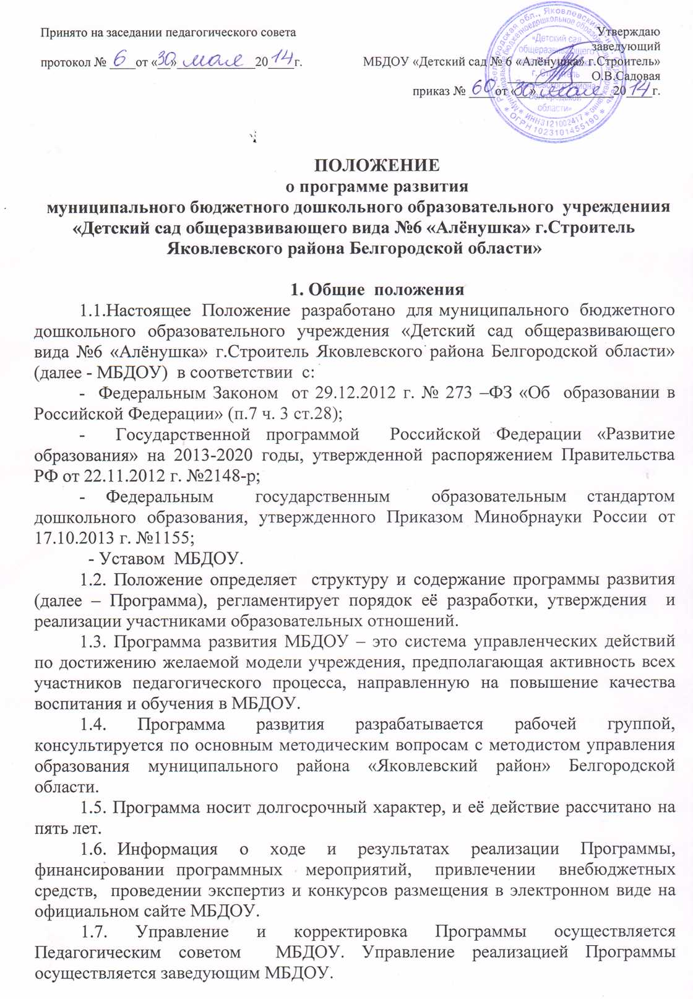 Принято на заседании педагогического совета
протокол № 6 от «30» мая 2014г.
Утверждаю
заведующий
МБДОУ «Детский сад № 6 «Алёнушка» г.Строитель»
О.В.Садовая
приказ № 60 от «30» мая 2014г.
«Детский сад
общеразвивающего
г. Строитель
Белгородской
области»
* ИНН3121002417 *
* ОГРН 1023101455190 *
ПОЛОЖЕНИЕ
о программе развития
муниципального бюджетного дошкольного образовательного учреждениия
«Детский сад общеразвивающего вида №6 «Алёнушка» г.Строитель
Яковлевского района Белгородской области»
1. Общие положения
1.1.Настоящее Положение разработано для муниципального бюджетного
дошкольного образовательного учреждения «Детский сад общеразвивающего
вида №6 «Алёнушка» г.Строитель Яковлевского района Белгородской области»
(далее - МБДОУ) в соответствии с:
- Федеральным Законом от 29.12.2012 г. № 273 –ФЗ «Об образовании в
Российской Федерации» (п.7 ч. 3 ст.28);
- Государственной программой Российской Федерации «Развитие
образования» на 2013-2020 годы, утвержденной распоряжением Правительства
РФ от 22.11.2012 г. №2148-р;
- Федеральным государственным образовательным стандартом
дошкольного образования, утвержденного Приказом Минобрнауки России от
17.10.2013 г. №1155;
- Уставом МБДОУ.
1.2. Положение определяет структуру и содержание программы развития
(далее – Программа), регламентирует порядок её разработки, утверждения и
реализации участниками образовательных отношений.
1.3. Программа развития МБДОУ – это система управленческих действий
по достижению желаемой модели учреждения, предполагающая активность всех
участников педагогического процесса, направленную на повышение качества
воспитания и обучения в МБДОУ.
1.4. Программа развития разрабатывается рабочей группой,
консультируется по основным методическим вопросам с методистом управления
образования муниципального района «Яковлевский район» Белгородской
области.
1.5. Программа носит долгосрочный характер, и её действие рассчитано на
пять лет.
1.6. Информация о ходе и результатах реализации Программы,
финансировании программных мероприятий, привлечении внебюджетных
средств, проведении экспертиз и конкурсов размещения в электронном виде на
официальном сайте МБДОУ.
1.7. Управление и корректировка Программы осуществляется
Педагогическим советом МБДОУ. Управление реализацией Программы
осуществляется заведующим МБДОУ.